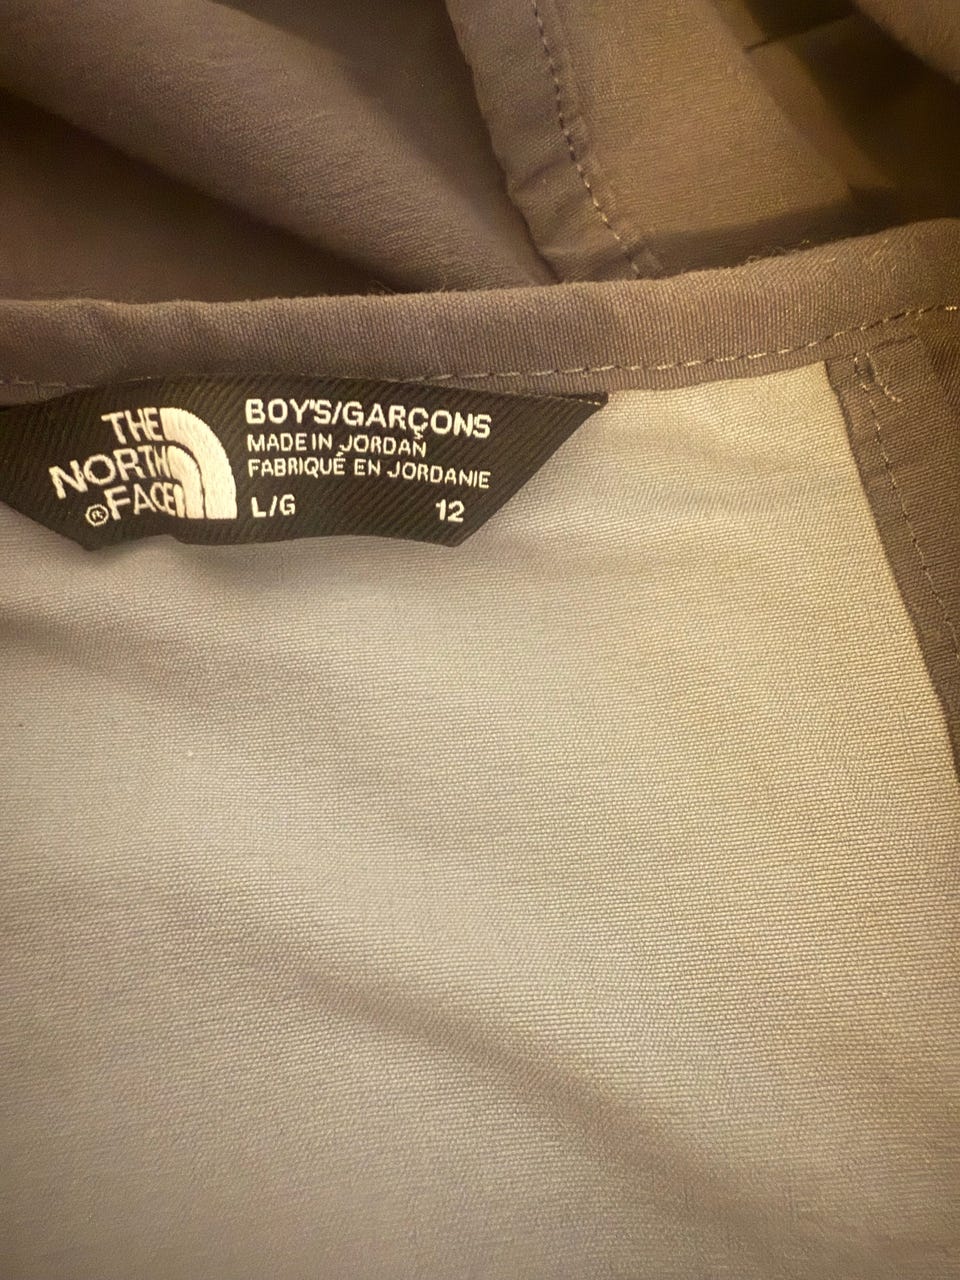 THE
NORTH
FACE®
BOY'S/GARÇONS
MADE IN JORDAN
FABRIQUÉ EN JORDANIE
L/G 12